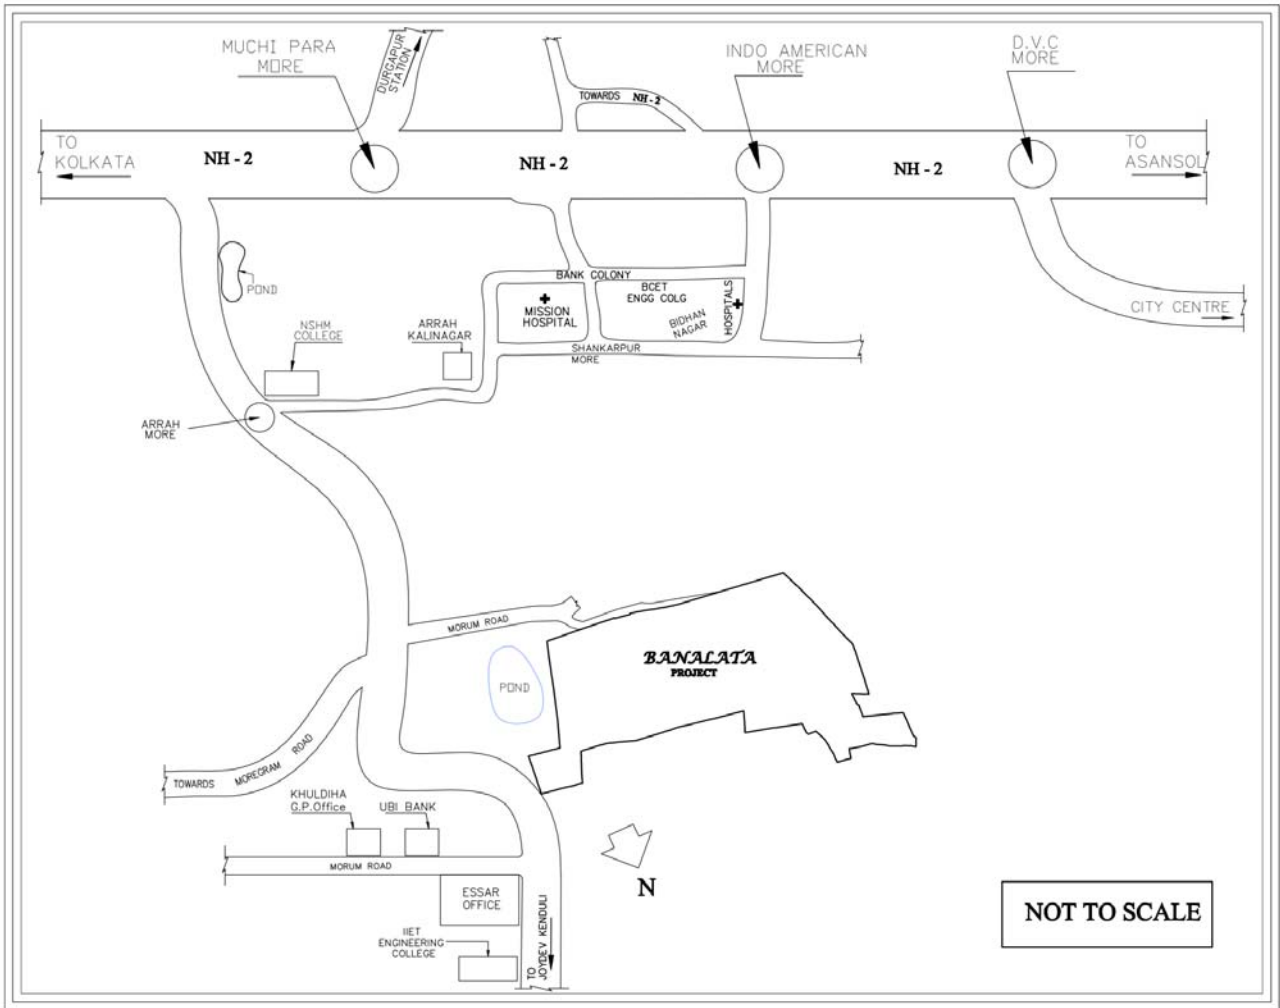 MUCHI PARA
MORE
DURGAPUR
STATION
INDO AMERICAN
MORE
D.V.C
MORE
TOWARDS NH-2
TO
KOLKATA
NH - 2
NH - 2
NH - 2
TO
ASANSOL
POND
BANK COLONY
BCET
ENGG COLG
MISSION
HOSPITAL
BIDHAN
NAGAR
HOSPITALS
CITY CENTRE
NSHM
COLLEGE
ARRAH
KALINAGAR
SHANKARPUR
MORE
ARRAH
MORE
MORUM ROAD
POND
BANALATA
PROJECT
TOWARDS MOREGRAM ROAD
KHULDIHA
G.P.Office
UBI BANK
MORUM ROAD
ESSAR
OFFICE
IIET
ENGINEERING
COLLEGE
TO
JOYDEV KENDULI
N
NOT TO SCALE